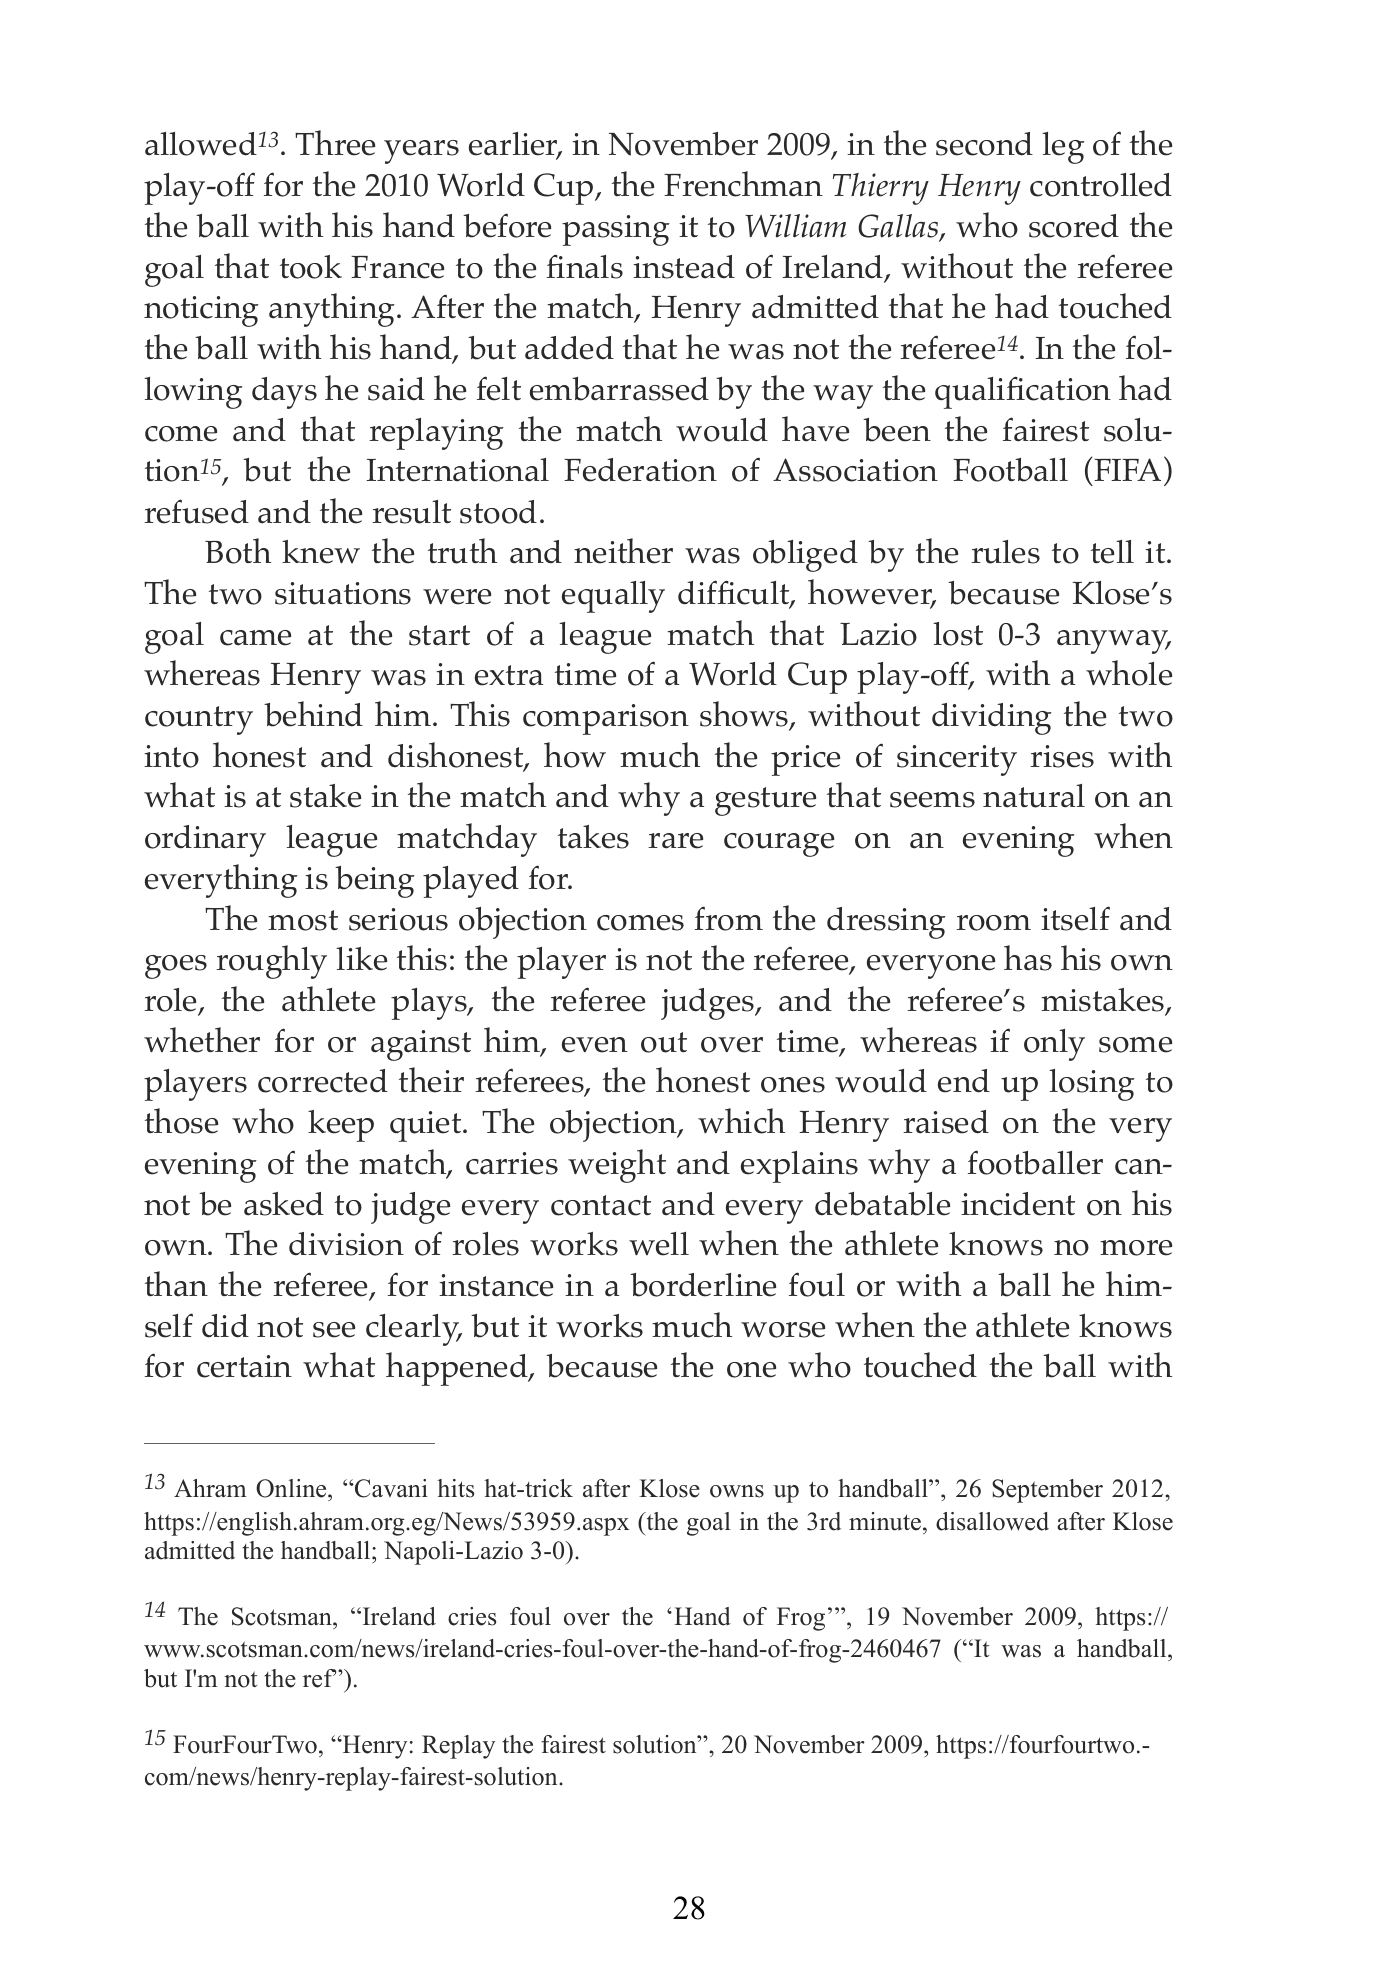 allowed13. Three years earlier, in November 2009, in the second leg of the
play-off for the 2010 World Cup, the Frenchman Thierry Henry controlled
the ball with his hand before passing it to William Gallas, who scored the
goal that took France to the finals instead of Ireland, without the referee
noticing anything. After the match, Henry admitted that he had touched
the ball with his hand, but added that he was not the referee14. In the fol-
lowing days he said he felt embarrassed by the way the qualification had
come and that replaying the match would have been the fairest solu-
tion15, but the International Federation of Association Football (FIFA)
refused and the result stood.
Both knew the truth and neither was obliged by the rules to tell it.
The two situations were not equally difficult, however, because Klose’s
goal came at the start of a league match that Lazio lost 0-3 anyway,
whereas Henry was in extra time of a World Cup play-off, with a whole
country behind him. This comparison shows, without dividing the two
into honest and dishonest, how much the price of sincerity rises with
what is at stake in the match and why a gesture that seems natural on an
ordinary league matchday takes rare courage on an evening when
everything is being played for.
The most serious objection comes from the dressing room itself and
goes roughly like this: the player is not the referee, everyone has his own
role, the athlete plays, the referee judges, and the referee’s mistakes,
whether for or against him, even out over time, whereas if only some
players corrected their referees, the honest ones would end up losing to
those who keep quiet. The objection, which Henry raised on the very
evening of the match, carries weight and explains why a footballer can-
not be asked to judge every contact and every debatable incident on his
own. The division of roles works well when the athlete knows no more
than the referee, for instance in a borderline foul or with a ball he him-
self did not see clearly, but it works much worse when the athlete knows
for certain what happened, because the one who touched the ball with
13 Ahram Online, “Cavani hits hat-trick after Klose owns up to handball”, 26 September 2012,
https://english.ahram.org.eg/News/53959.aspx (the goal in the 3rd minute, disallowed after Klose
admitted the handball; Napoli-Lazio 3-0).
14 The Scotsman, “Ireland cries foul over the ‘Hand of Frog’”, 19 November 2009, https://
www.scotsman.com/news/ireland-cries-foul-over-the-hand-of-frog-2460467 (“It was a handball,
but I'm not the ref”).
15 FourFourTwo, “Henry: Replay the fairest solution”, 20 November 2009, https://fourfourtwo.-
com/news/henry-replay-fairest-solution.
28